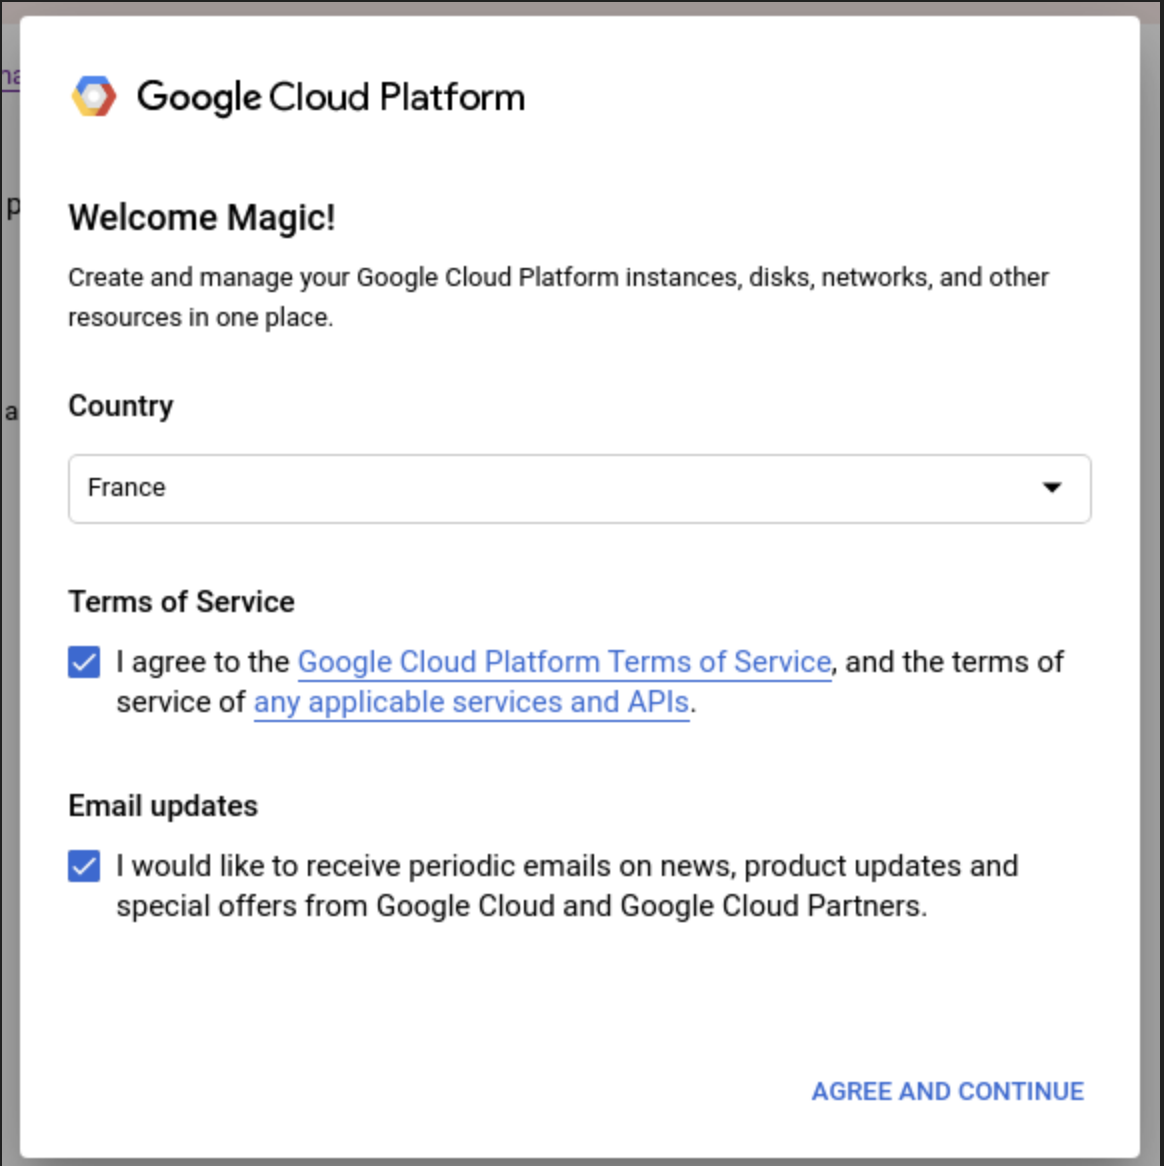 Google Cloud Platform
Welcome Magic!
Create and manage your Google Cloud Platform instances, disks, networks, and other
resources in one place.
Country
France
Terms of Service
I agree to the Google Cloud Platform Terms of Service, and the terms of
service of any applicable services and APIs.
Email updates
I would like to receive periodic emails on news, product updates and
special offers from Google Cloud and Google Cloud Partners.
AGREE AND CONTINUE